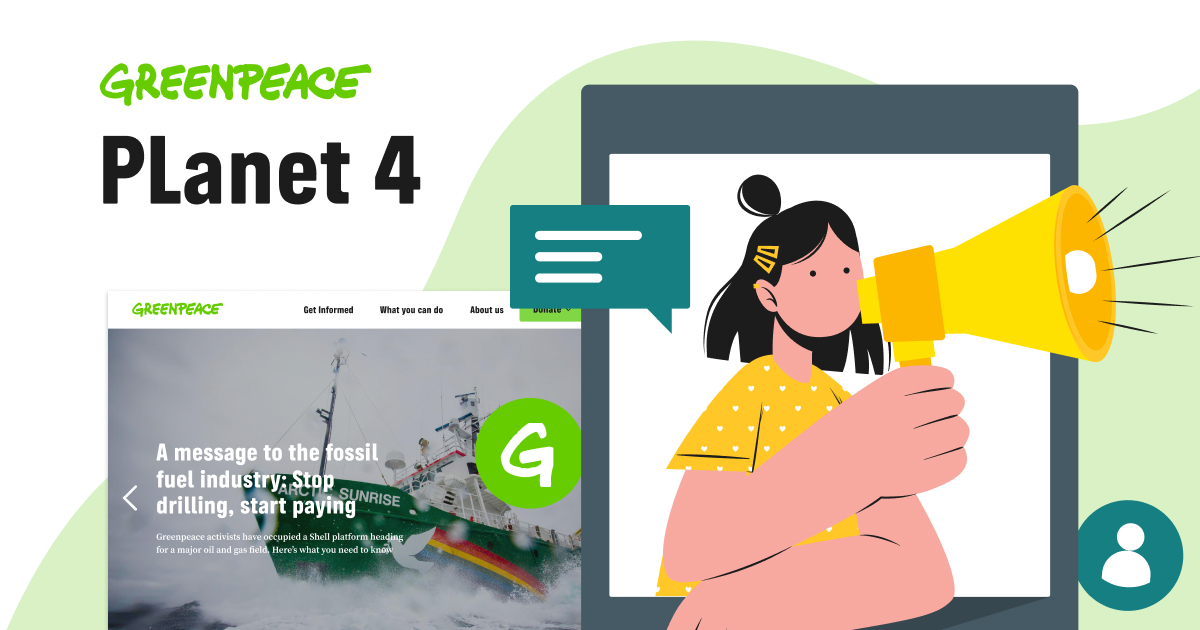 GREENPEACE
PLanet 4
GREENPEACE
Get Informed
What you can do
About us
Donate
A message to the fossil
fuel industry: Stop
drilling, start paying
ARCTIC SUNRISE
Greenpeace activists have occupied a Shell platform heading
for a major oil and gas field. Here's what you need to know
G